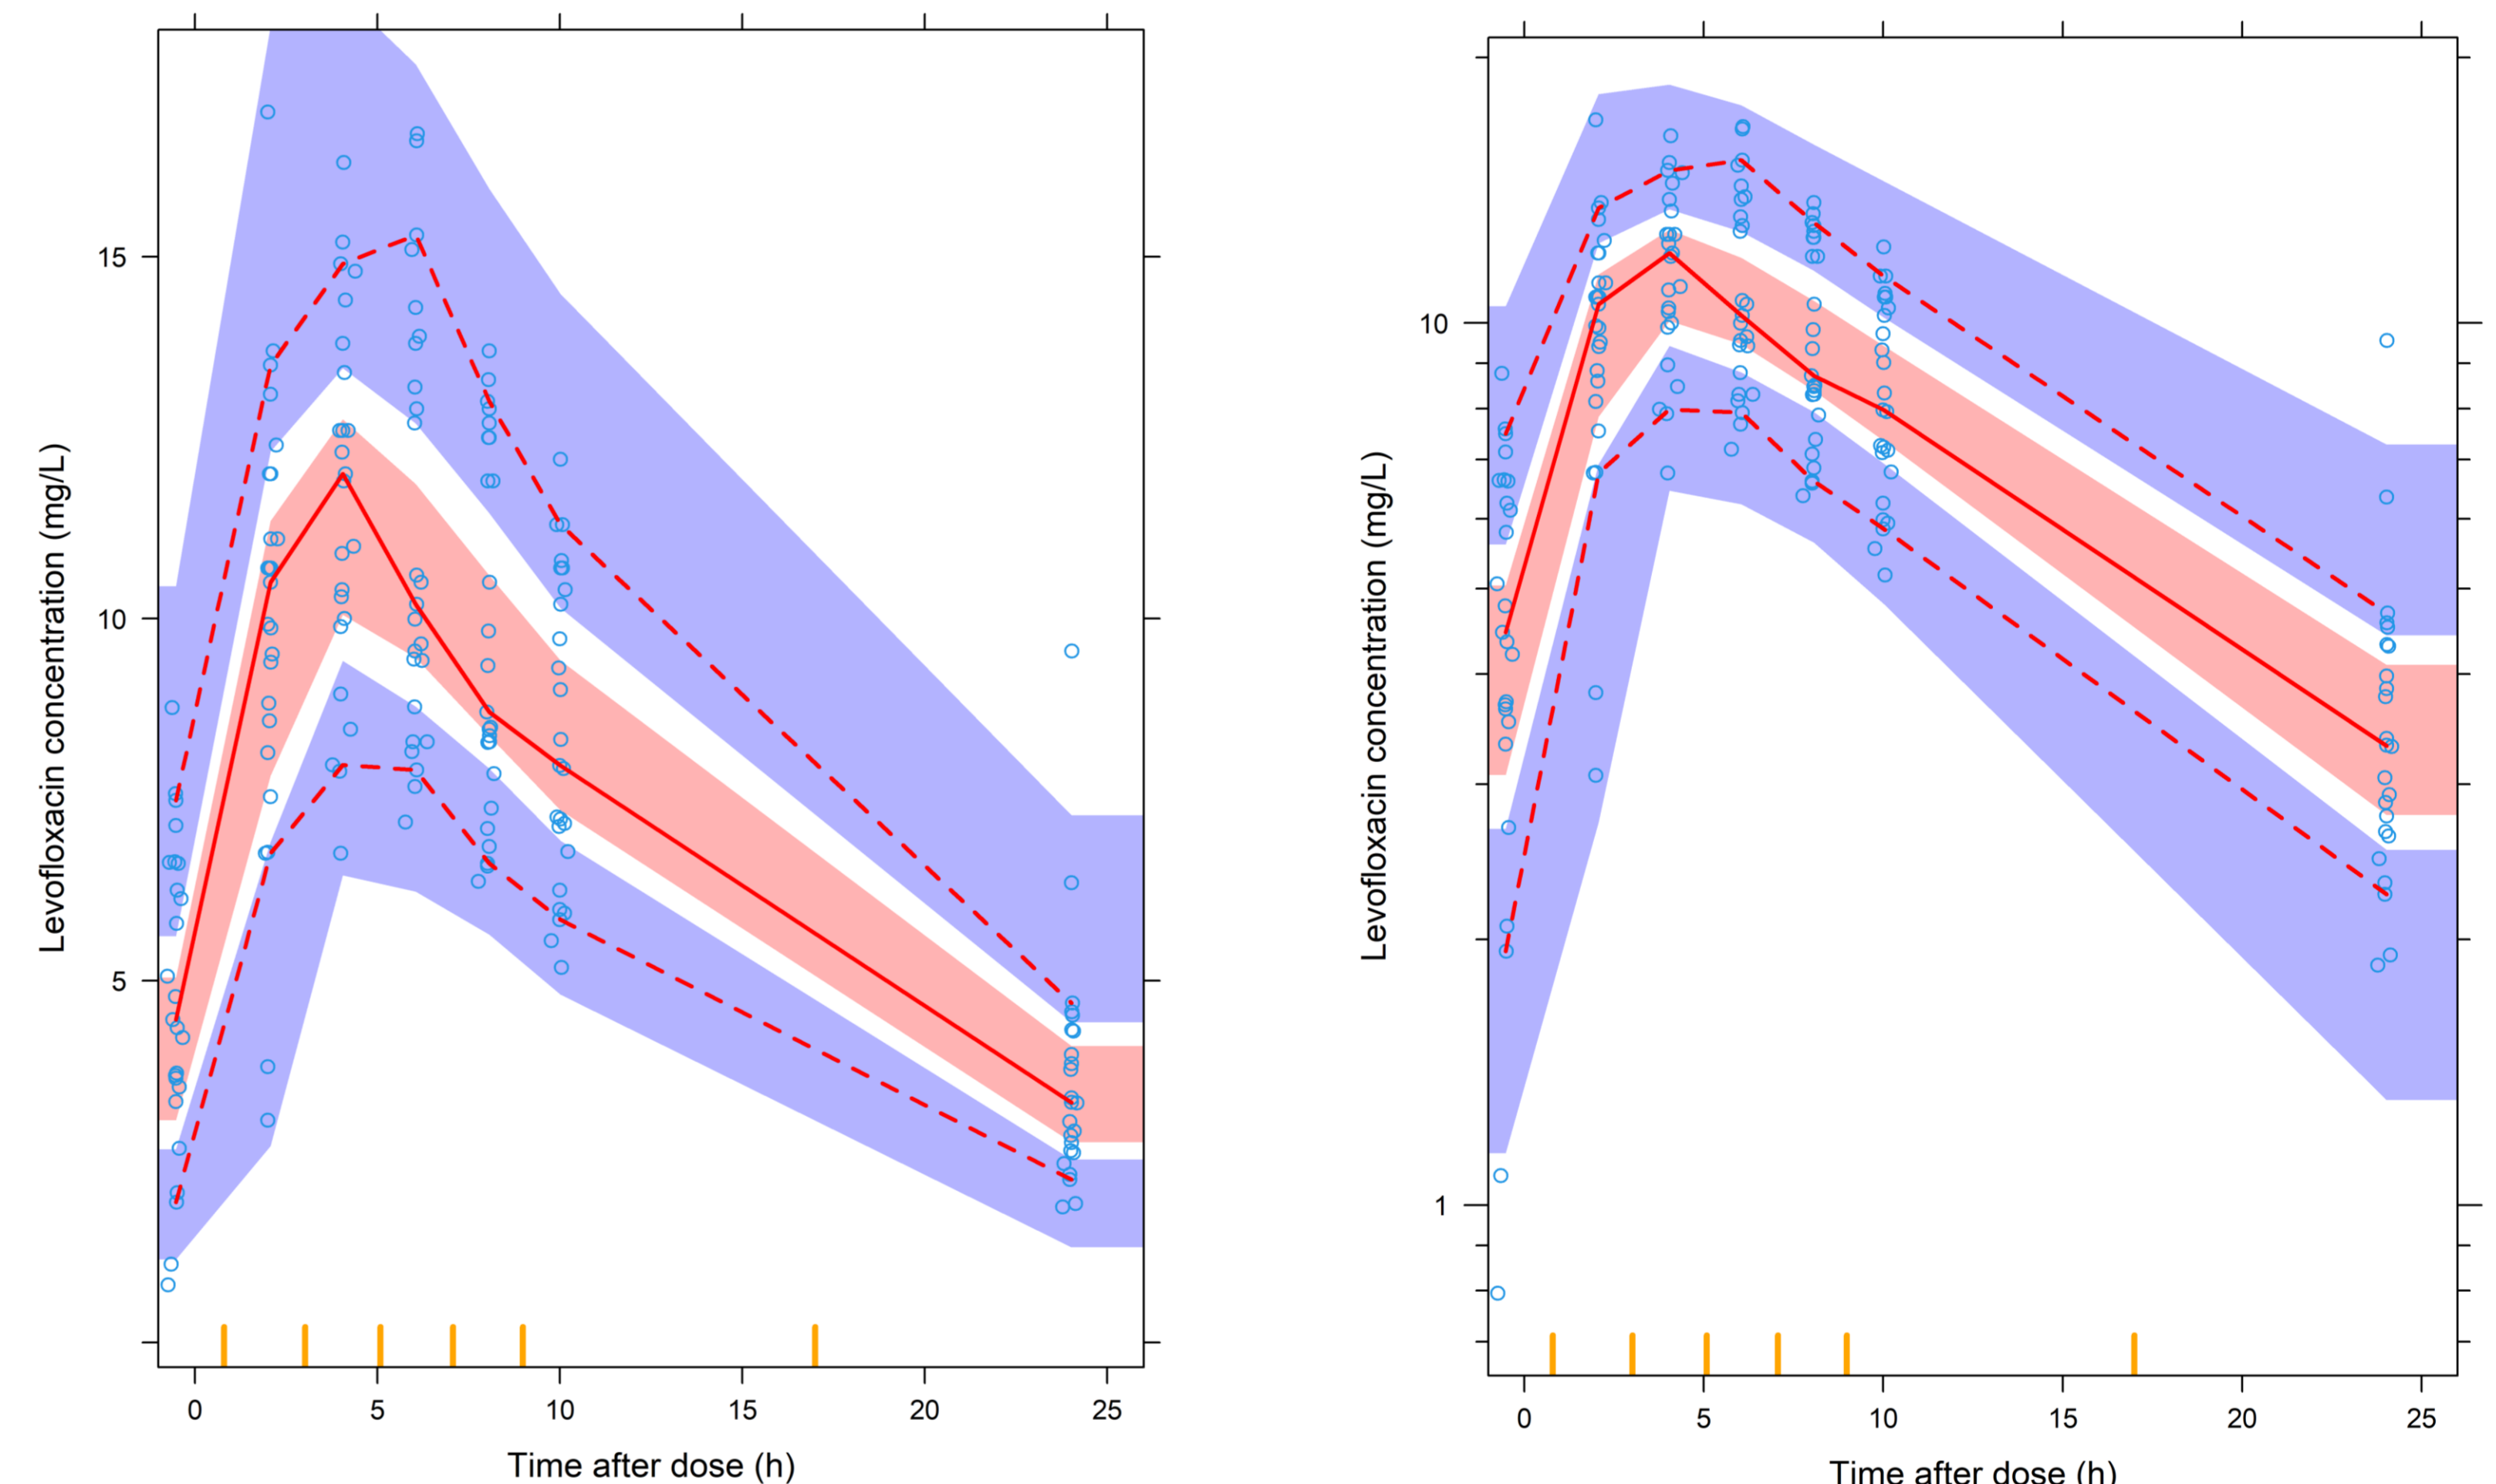 Levofloxacin concentration (mg/L)
15
10
5
0 5 10 15 20 25
Time after dose (h)
Levofloxacin concentration (mg/L)
10
1
0 5 10 15 20 25
Time after dose (h)